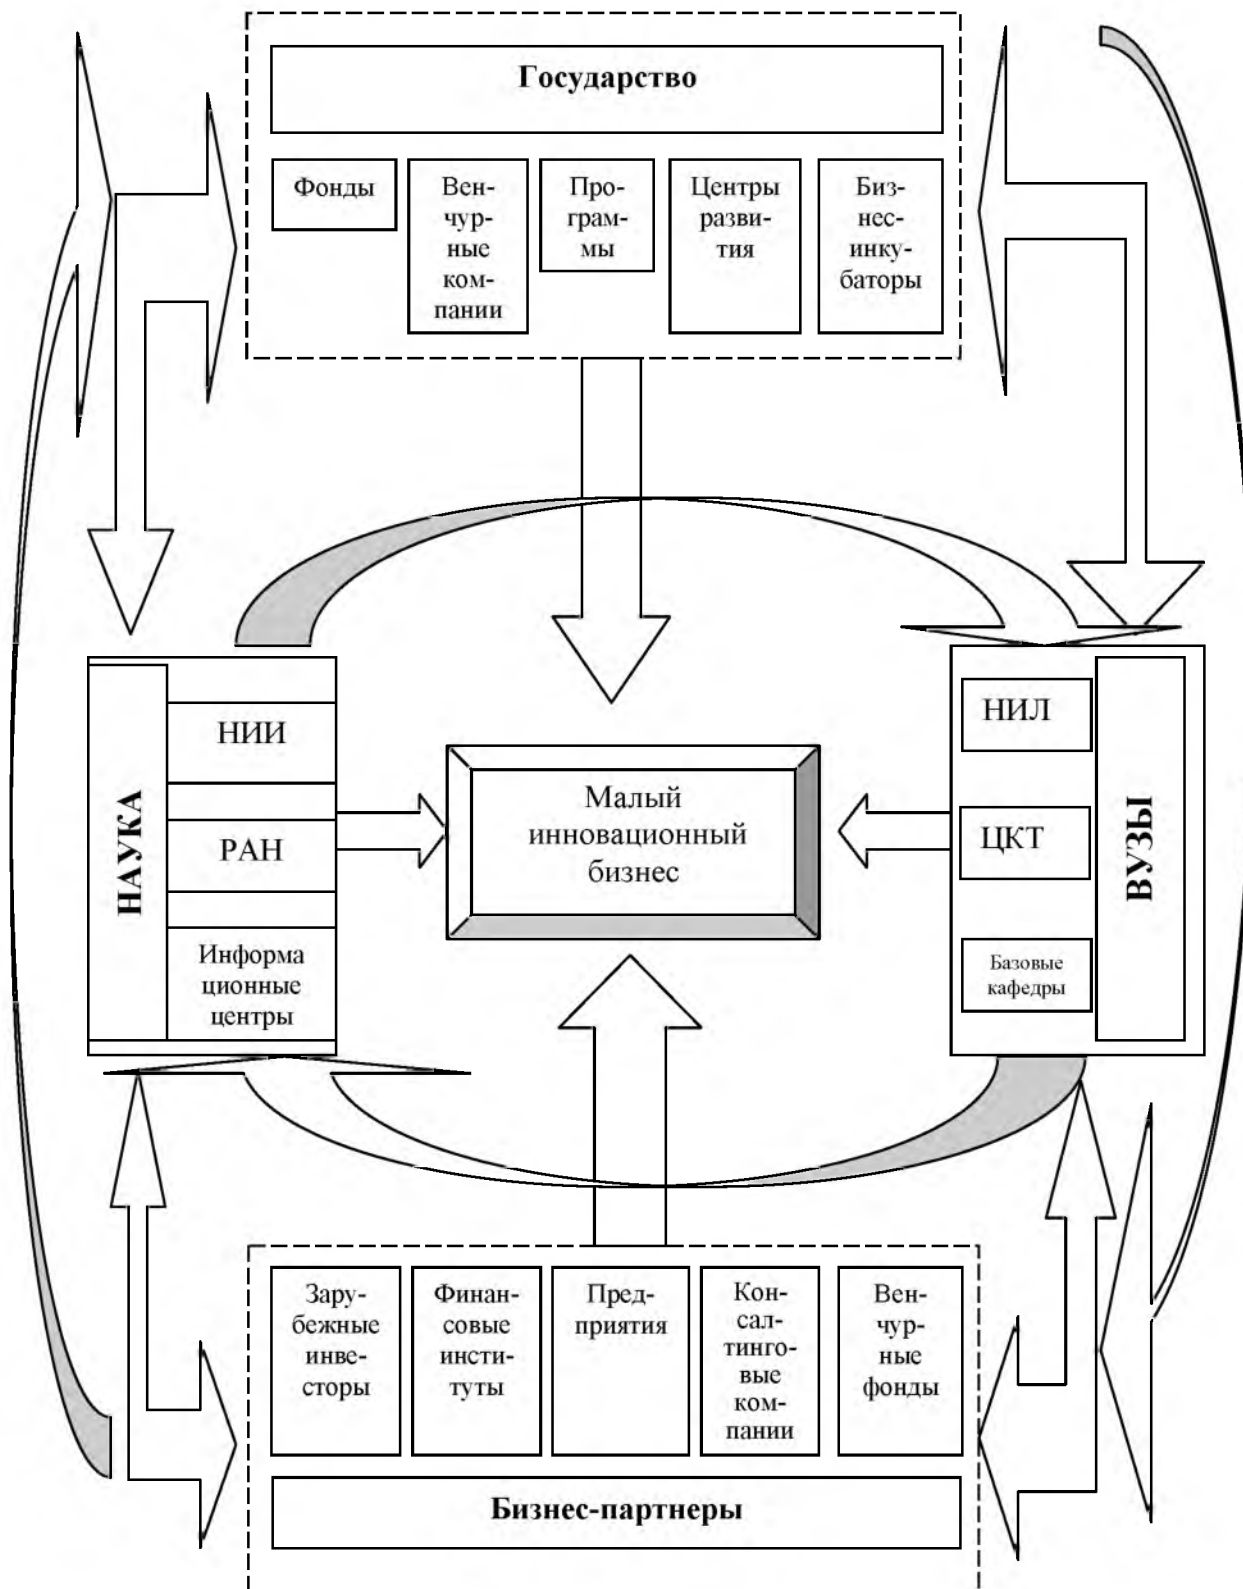 Государство
Фонды
Вен-
чур-
ные
ком-
пании
Про-
грам-
мы
Центры
разви-
тия
Биз-
нес-
инку-
баторы
НАУКА
НИИ
РАН
Информа
ционные
центры
Малый
инновационный
бизнес
НИЛ
ЦКТ
Базовые
кафедры
ВУЗЫ
Зару-
бежные
инве-
сторы
Финан-
совые
инсти-
туты
Пред-
приятия
Кон-
сал-
тинго-
вые
ком-
пании
Вен-
чур-
ные
фонды
Бизнес-партнеры